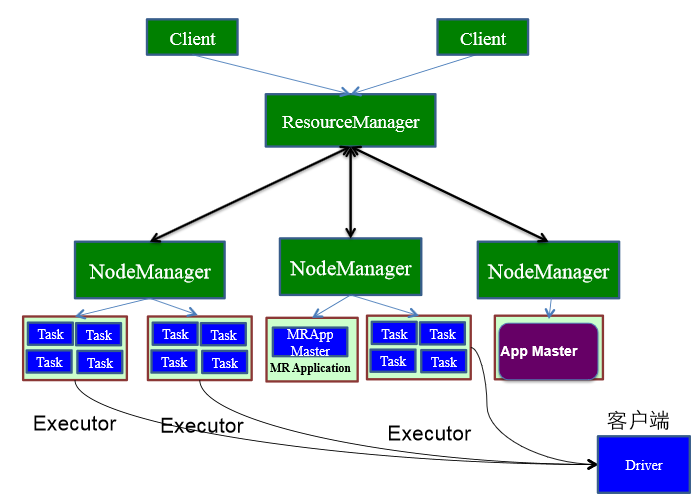 Client
Client
ResourceManager
NodeManager
NodeManager
NodeManager
Task
Task
Task
Task
Task
Task
Task
Task
MRApp
Master
MR Application
Task
Task
Task
Task
App Master
Executor
Executor
Executor
客户端
Driver